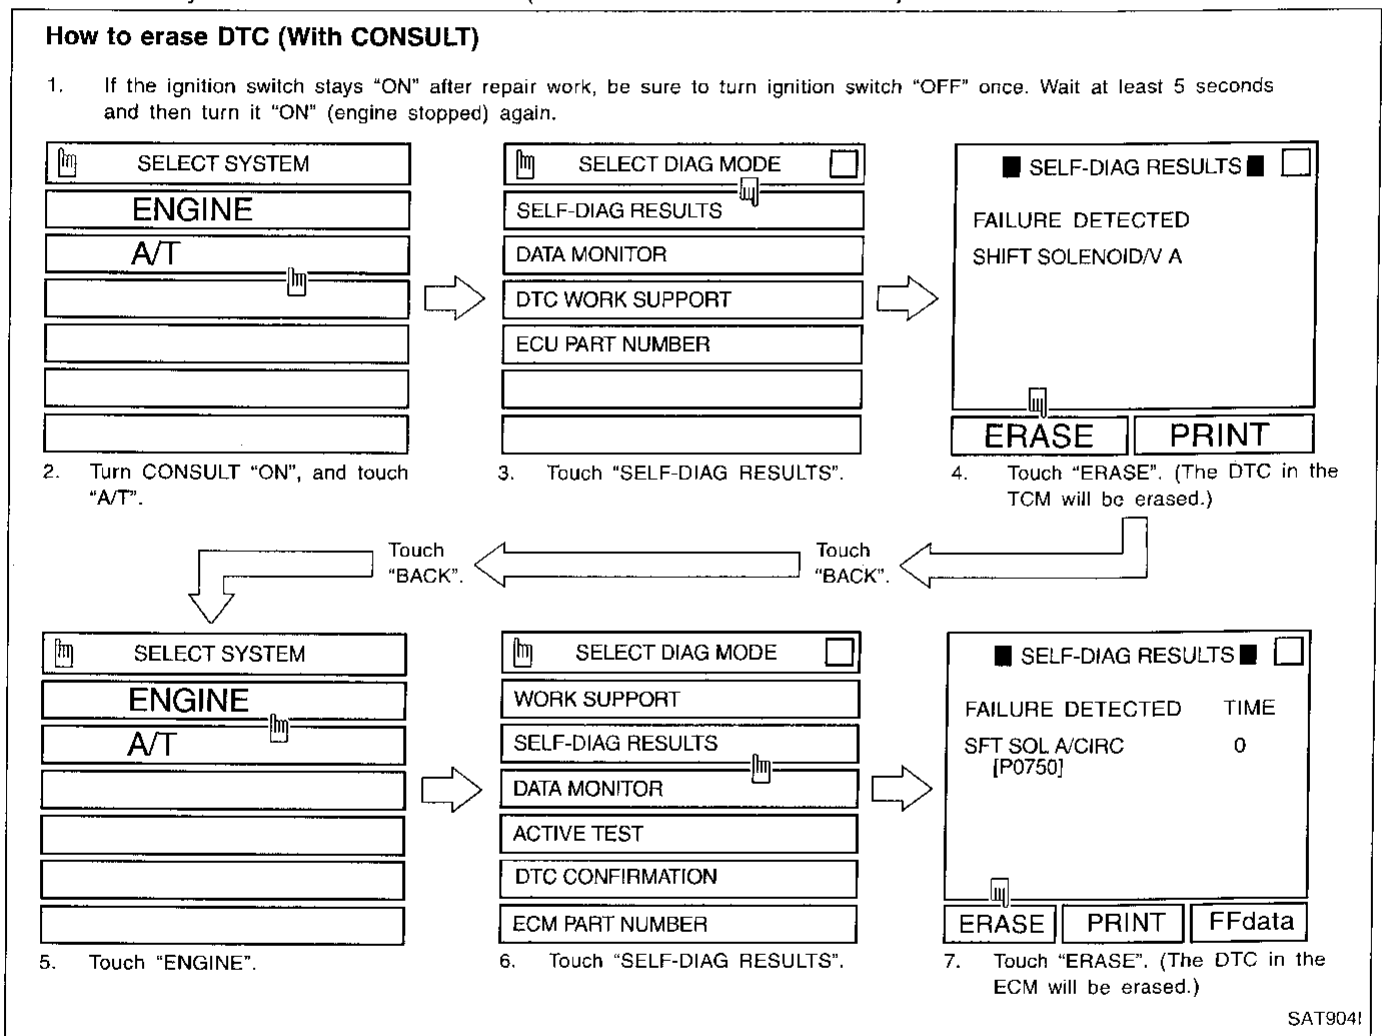 How to erase DTC (With CONSULT)
1. If the ignition switch stays “ON” after repair work, be sure to turn ignition switch “OFF” once. Wait at least 5 seconds
and then turn it “ON” (engine stopped) again.
SELECT SYSTEM
ENGINE
A/T
2. Turn CONSULT “ON”, and touch
“A/T”.
SELECT DIAG MODE
SELF-DIAG RESULTS
DATA MONITOR
DTC WORK SUPPORT
ECU PART NUMBER
3. Touch “SELF-DIAG RESULTS”.
SELF-DIAG RESULTS
FAILURE DETECTED
SHIFT SOLENOID/V A
ERASE PRINT
4. Touch “ERASE”. (The DTC in the
TCM will be erased.)
Touch
“BACK”.
Touch
“BACK”.
SELECT SYSTEM
ENGINE
A/T
5. Touch “ENGINE”.
SELECT DIAG MODE
WORK SUPPORT
SELF-DIAG RESULTS
DATA MONITOR
ACTIVE TEST
DTC CONFIRMATION
ECM PART NUMBER
6. Touch “SELF-DIAG RESULTS”.
SELF-DIAG RESULTS
FAILURE DETECTED TIME
SFT SOL A/CIRC 0
[P0750]
ERASE PRINT FFdata
7. Touch “ERASE”. (The DTC in the
ECM will be erased.)
SAT904I